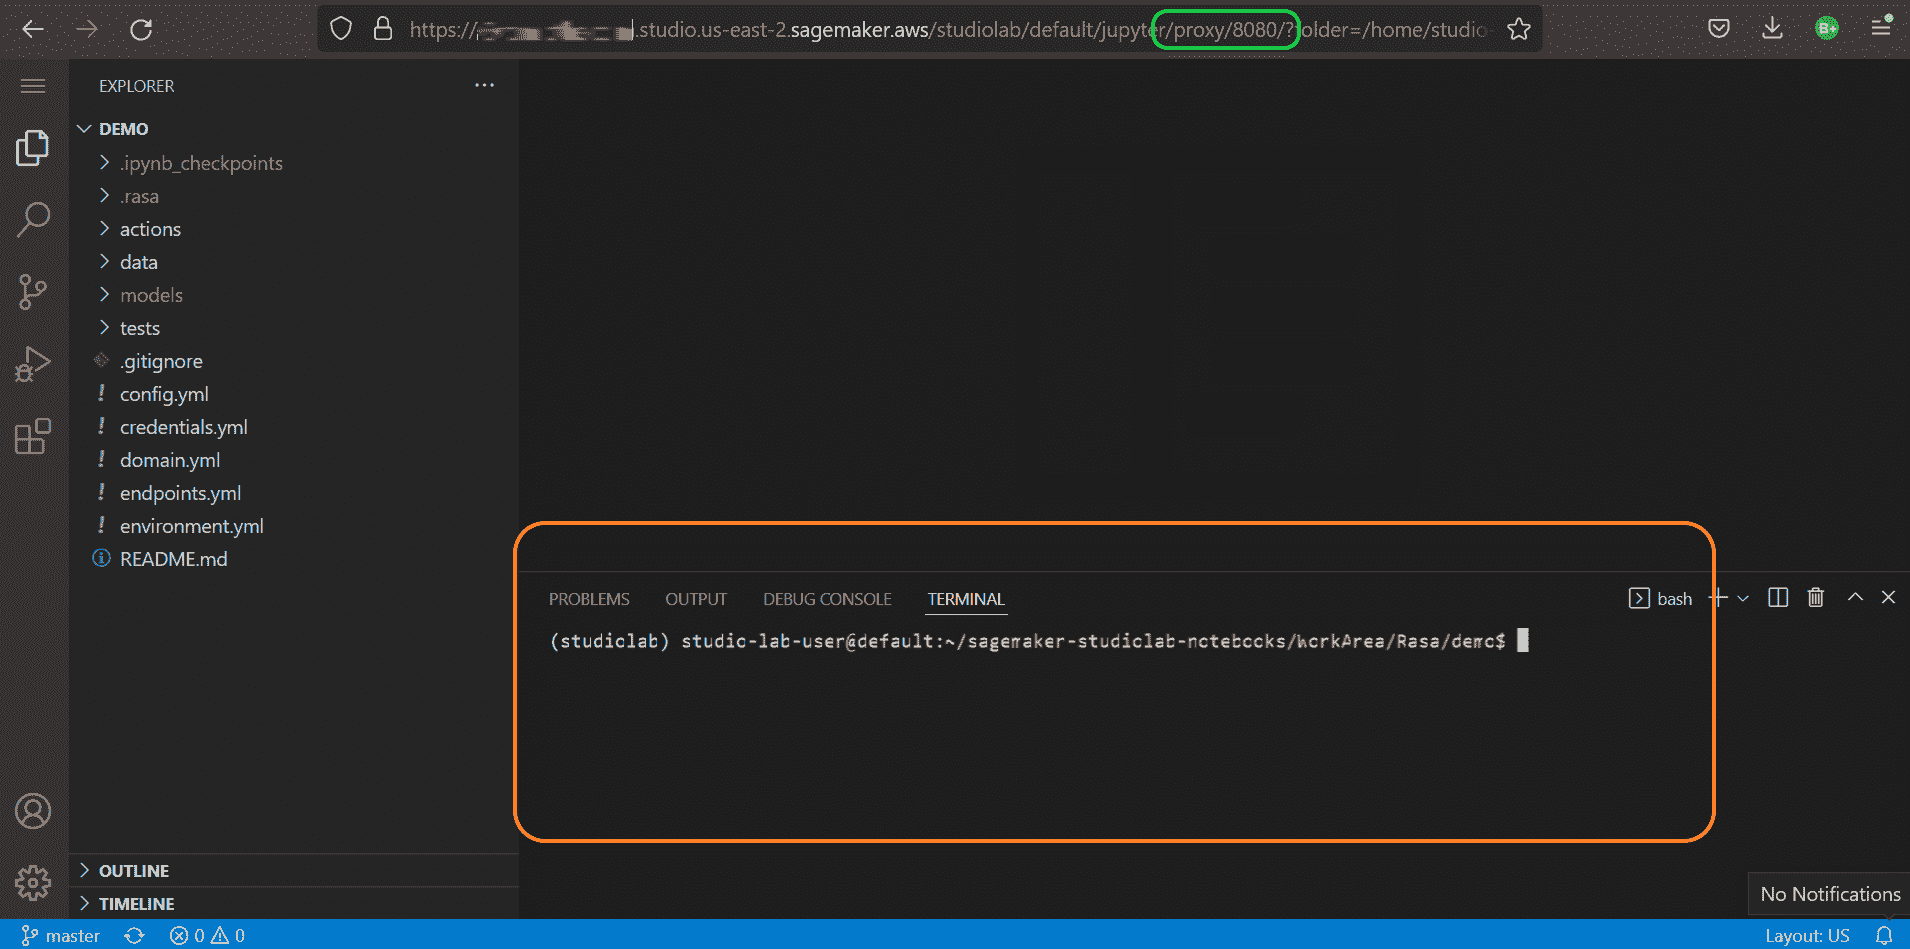 https://.studio.us-east-2.sagemaker.aws/studiolab/default/jupyter/proxy/8080/?folder=/home/studio-
B+
EXPLORER
DEMO
.ipynb_checkpoints
.rasa
actions
data
models
tests
.gitignore
config.yml
credentials.yml
domain.yml
endpoints.yml
environment.yml
README.md
PROBLEMS OUTPUT DEBUG CONSOLE TERMINAL bash
(studiolab) studio-lab-user@default:~/sagemaker-studiolab-notebooks/WorkArea/Rasa/demo$
OUTLINE
TIMELINE
No Notifications
master 0 0 Layout: US